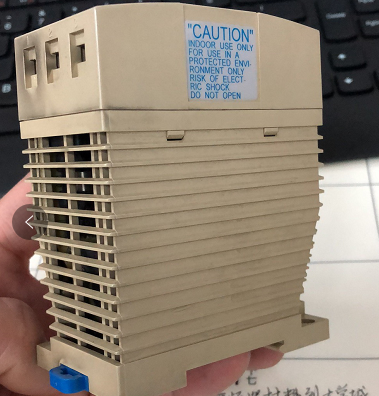 "CAUTION"
INDOOR USE ONLY
FOR USE IN A
PROTECTED ENVI-
RONMENT ONLY
RISK OF ELECT-
RIC SHOCK
DO NOT OPEN